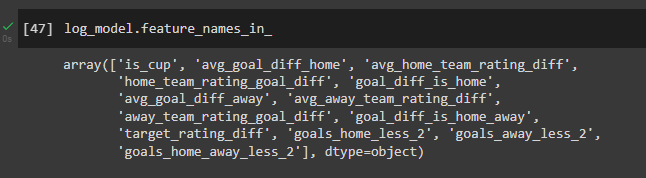 [47] log_model.feature_names_in_
0s
array(['is_cup', 'avg_goal_diff_home', 'avg_home_team_rating_diff',
'home_team_rating_goal_diff', 'goal_diff_is_home',
'avg_goal_diff_away', 'avg_away_team_rating_diff',
'away_team_rating_goal_diff', 'goal_diff_is_home_away',
'target_rating_diff', 'goals_home_less_2', 'goals_away_less_2',
'goals_home_away_less_2'], dtype=object)